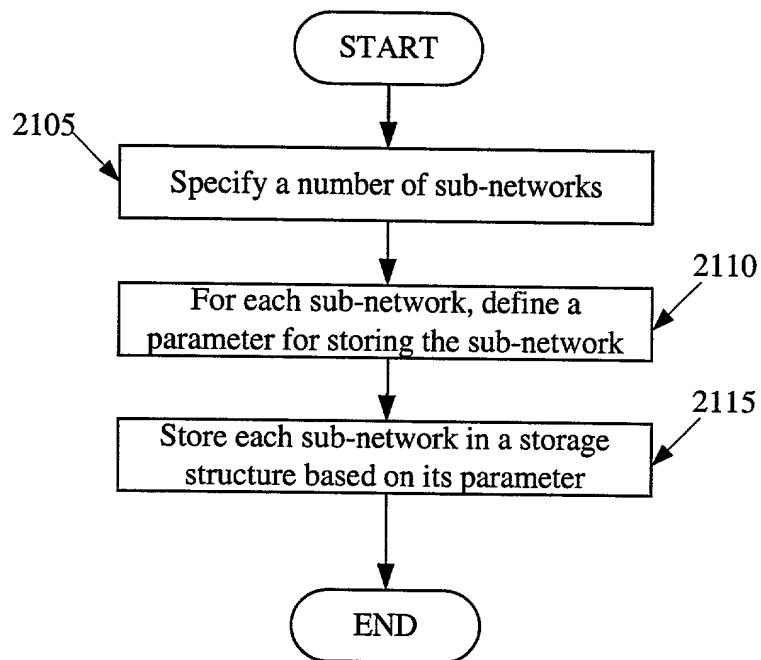 START
2105
Specify a number of sub-networks
2110
For each sub-network, define a
parameter for storing the sub-network
2115
Store each sub-network in a storage
structure based on its parameter
END